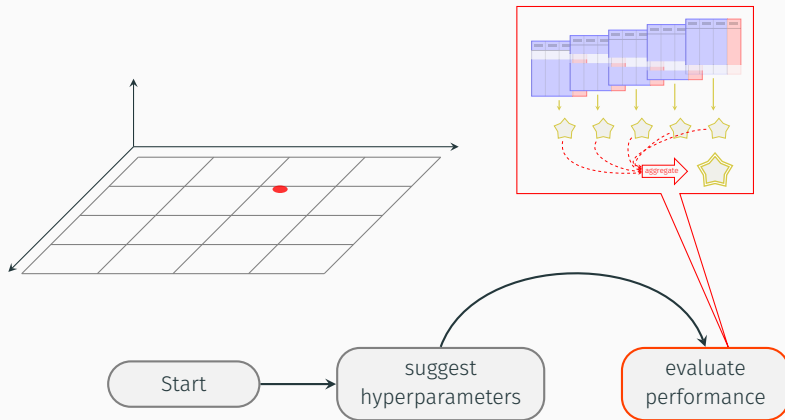 aggregate
Start
suggest
hyperparameters
evaluate
performance